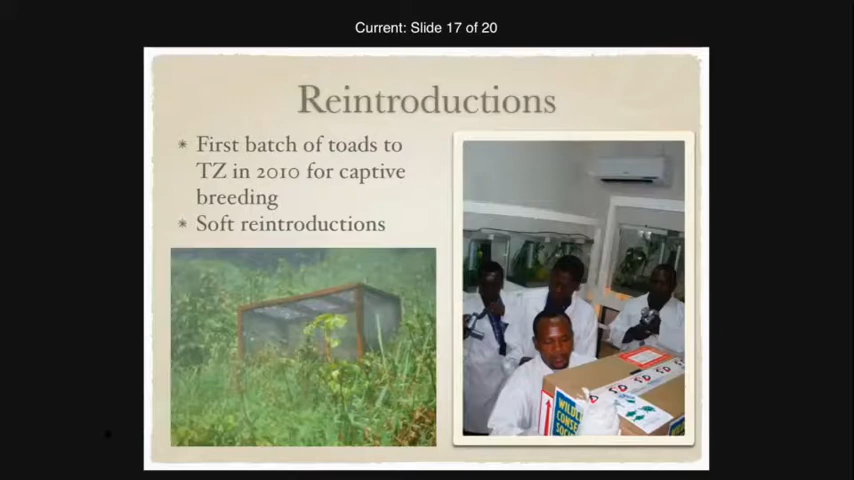 Current: Slide 17 of 20
Reintroductions
* First batch of toads to
TZ in 2010 for captive
breeding
* Soft reintroductions